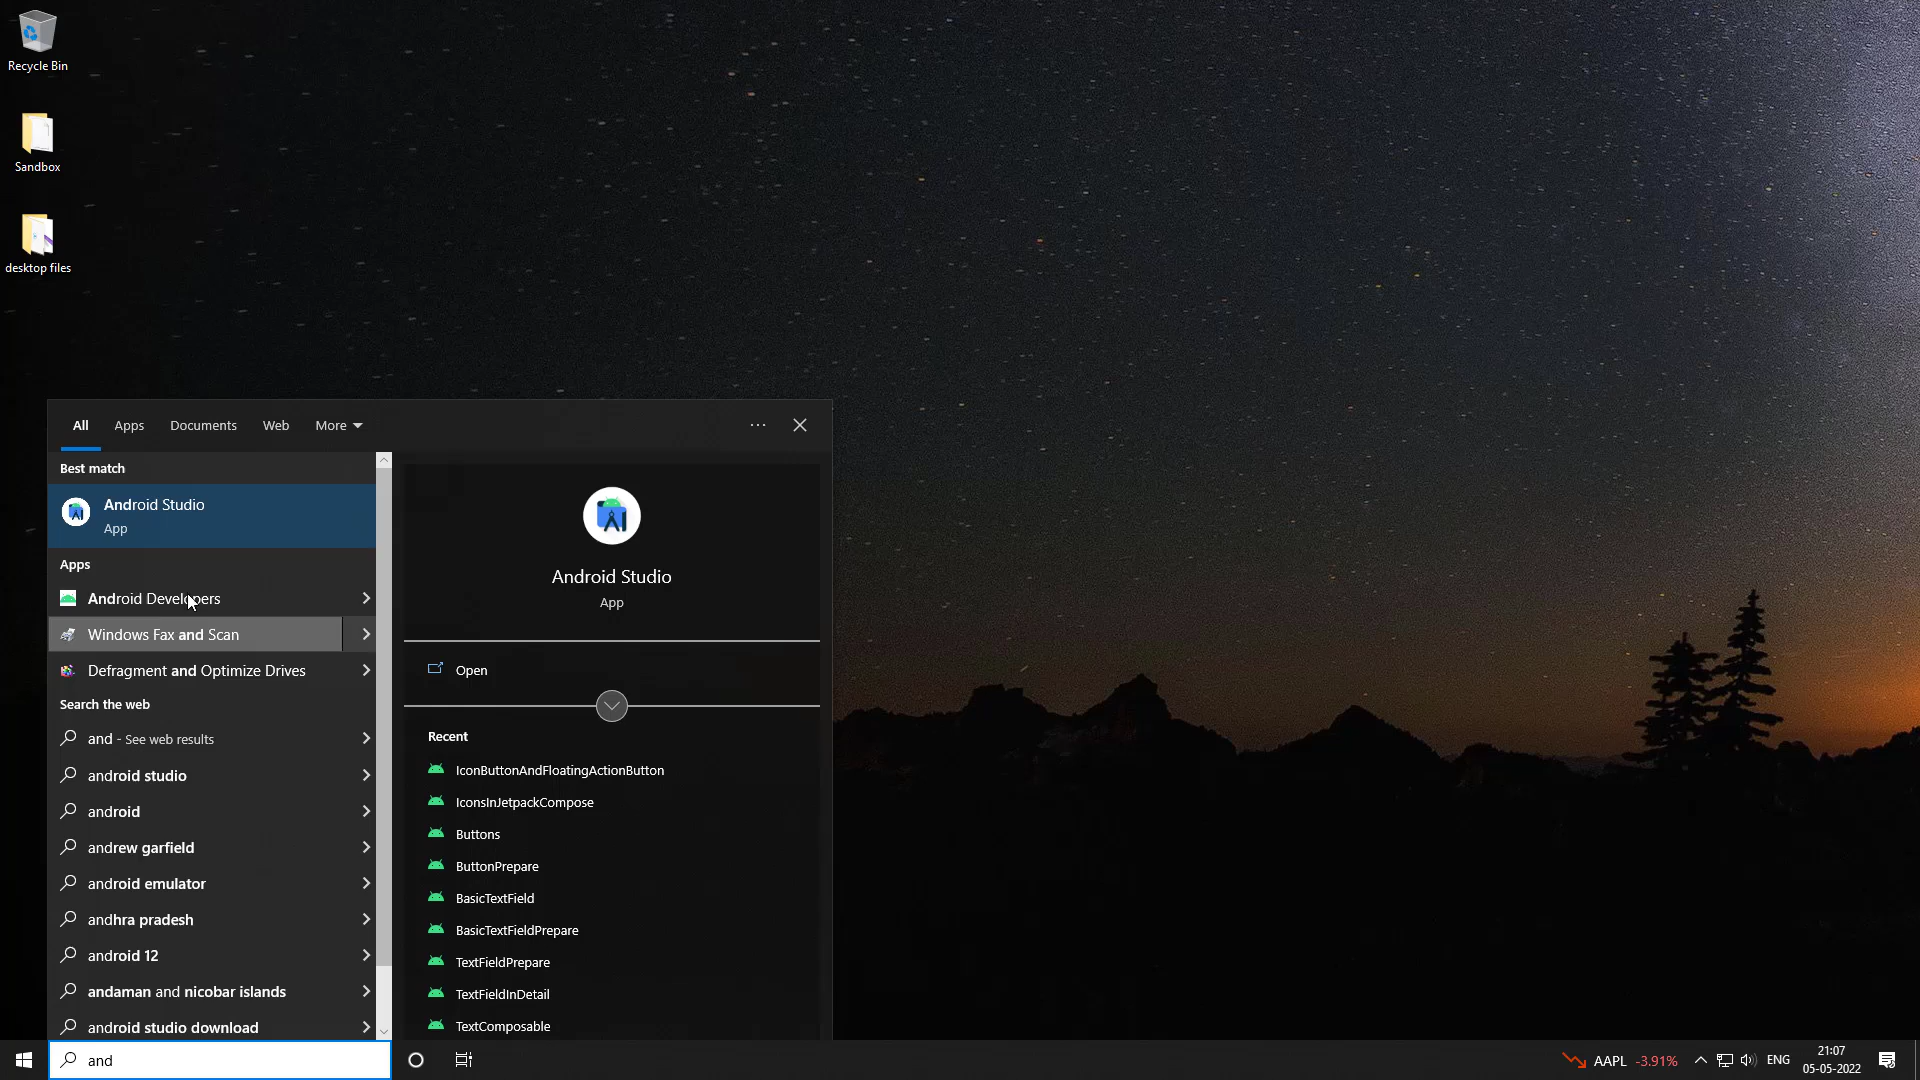 Recycle Bin
Sandbox
desktop files
All Apps Documents Web More
Best match
Android Studio
App
Apps
Android Developers
Windows Fax and Scan
Defragment and Optimize Drives
Search the web
and - See web results
android studio
android
andrew garfield
android emulator
andhra pradesh
android 12
andaman and nicobar islands
android studio download
and
Android Studio
App
Open
Recent
IconButtonAndFloatingActionButton
IconsInJetpackCompose
Buttons
ButtonPrepare
BasicTextField
BasicTextFieldPrepare
TextFieldPrepare
TextFieldInDetail
TextComposable
AAPL -3.91%
ENG
21:07
05-05-2022